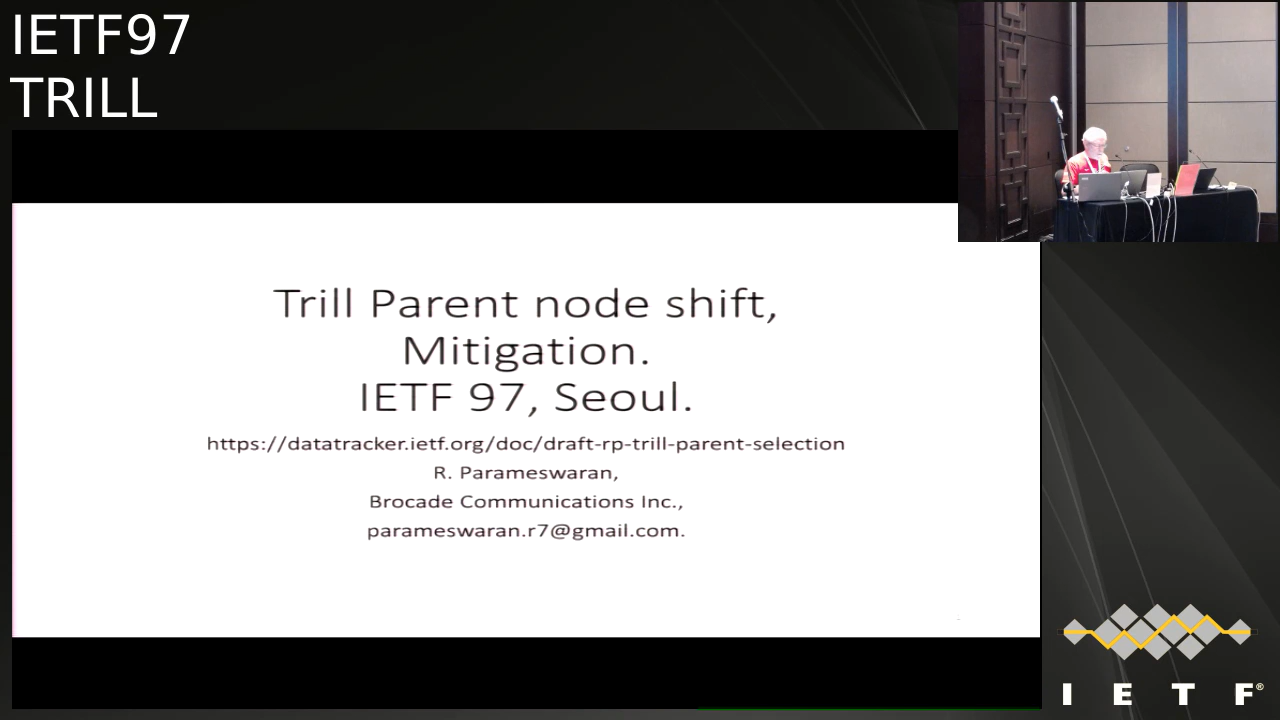 IETF97
TRILL
Trill Parent node shift,
Mitigation.
IETF 97, Seoul.
https://datatracker.ietf.org/doc/draft-rp-trill-parent-selection
R. Parameswaran,
Brocade Communications Inc.,
parameswaran.r7@gmail.com.
I E T F®